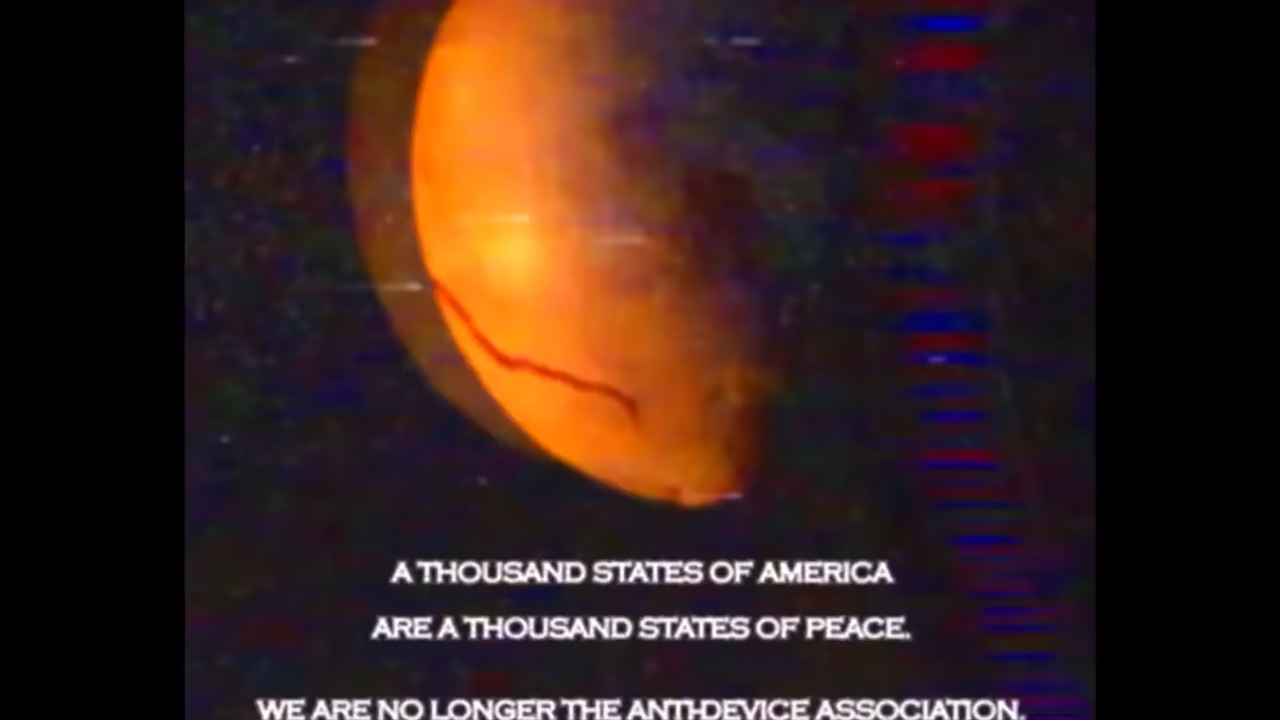 A THOUSAND STATES OF AMERICA
ARE A THOUSAND STATES OF PEACE.
WE ARE NO LONGER THE ANTI-DEVICE ASSOCIATION.